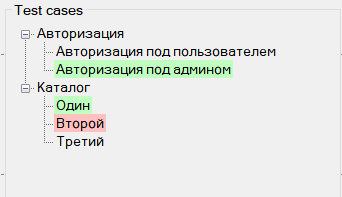 Test cases
Авторизация
Авторизация под пользователем
Авторизация под админом
Каталог
Один
Второй
Третий